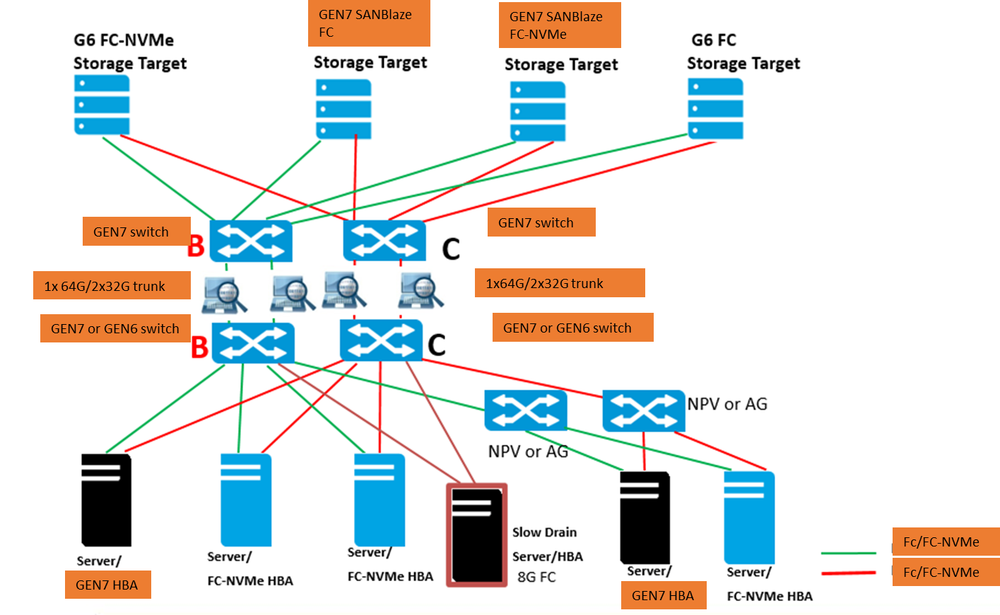 GEN7 SANBlaze
FC
GEN7 SANBlaze
FC-NVMe
G6 FC-NVMe
Storage Target
Storage Target
Storage Target
G6 FC
Storage Target
GEN7 switch
B
C
GEN7 switch
1x 64G/2x32G trunk
1x64G/2x32G trunk
GEN7 or GEN6 switch
B
C
GEN7 or GEN6 switch
NPV or AG
NPV or AG
Server/
GEN7 HBA
Server/
FC-NVMe HBA
Server/
FC-NVMe HBA
Slow Drain
Server/HBA
8G FC
Server/
GEN7 HBA
Server/
FC-NVMe HBA
Fc/FC-NVMe
Fc/FC-NVMe